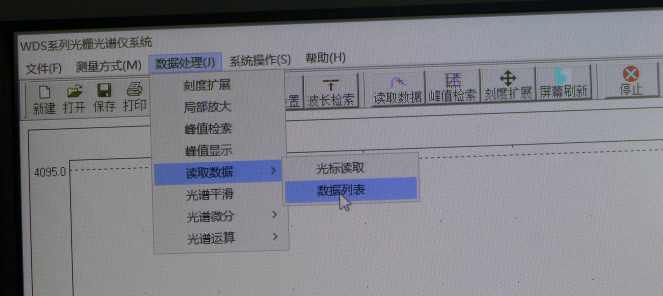 WDS系列光栅光谱仪系统
文件(F) 测量方式(M) 数据处理(J) 系统操作(S) 帮助(H)
新建 打开 保存 打印 置 波长检索 读取数据 峰值检索 刻度扩展 屏幕刷新 停止
刻度扩展
局部放大
峰值检索
峰值显示
4095.0
读取数据 >
光标读取
数据列表
光谱平滑
光谱微分 >
光谱运算 >